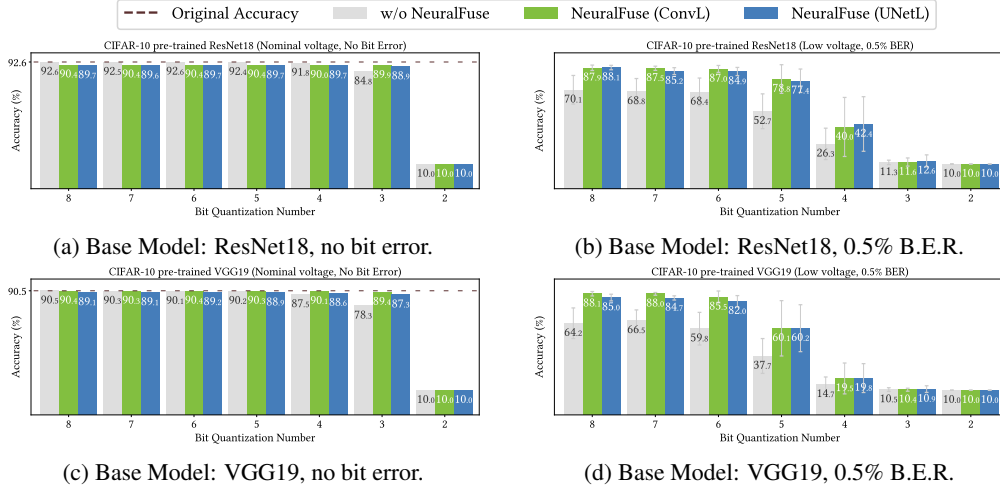 Original Accuracy w/o NeuralFuse NeuralFuse (ConvL) NeuralFuse (UNetL)
CIFAR-10 pre-trained ResNet18 (Nominal voltage, No Bit Error)
92.6
Accuracy (%)
92.6 90.4 89.7 92.5 90.4 89.6 92.6 90.4 89.7 92.4 90.4 89.7 91.8 90.0 89.7 84.8 89.9 88.9 10.0 10.0 10.0
8 7 6 5 4 3 2
Bit Quantization Number
(a) Base Model: ResNet18, no bit error.
CIFAR-10 pre-trained ResNet18 (Low voltage, 0.5% BER)
Accuracy (%)
70.1 87.9 88.1 68.8 87.5 85.2 68.4 87.0 84.9 52.7 78.8 77.4 26.3 40.0 42.4 11.3 11.6 12.6 10.0 10.0 10.0
8 7 6 5 4 3 2
Bit Quantization Number
(b) Base Model: ResNet18, 0.5% B.E.R.
CIFAR-10 pre-trained VGG19 (Nominal voltage, No Bit Error)
90.5
Accuracy (%)
90.5 90.4 89.1 90.3 90.3 89.1 90.1 90.4 89.2 90.2 90.3 88.9 87.5 90.1 88.6 78.3 89.4 87.3 10.0 10.0 10.0
8 7 6 5 4 3 2
Bit Quantization Number
(c) Base Model: VGG19, no bit error.
CIFAR-10 pre-trained VGG19 (Low voltage, 0.5% BER)
Accuracy (%)
64.2 88.1 85.0 66.5 88.0 84.7 59.8 85.5 82.0 37.7 60.1 60.2 14.7 19.5 19.8 10.5 10.4 10.9 10.0 10.0 10.0
8 7 6 5 4 3 2
Bit Quantization Number
(d) Base Model: VGG19, 0.5% B.E.R.